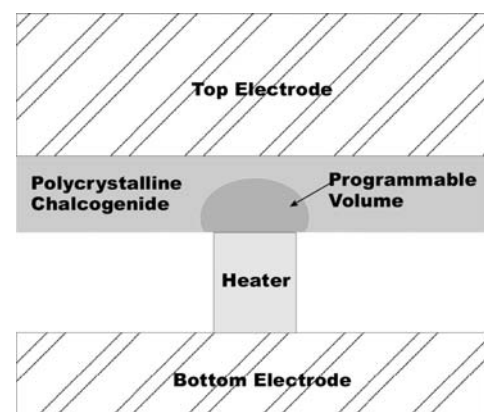 Top Electrode
Polycrystalline
Chalcogenide
Programmable
Volume
Heater
Bottom Electrode